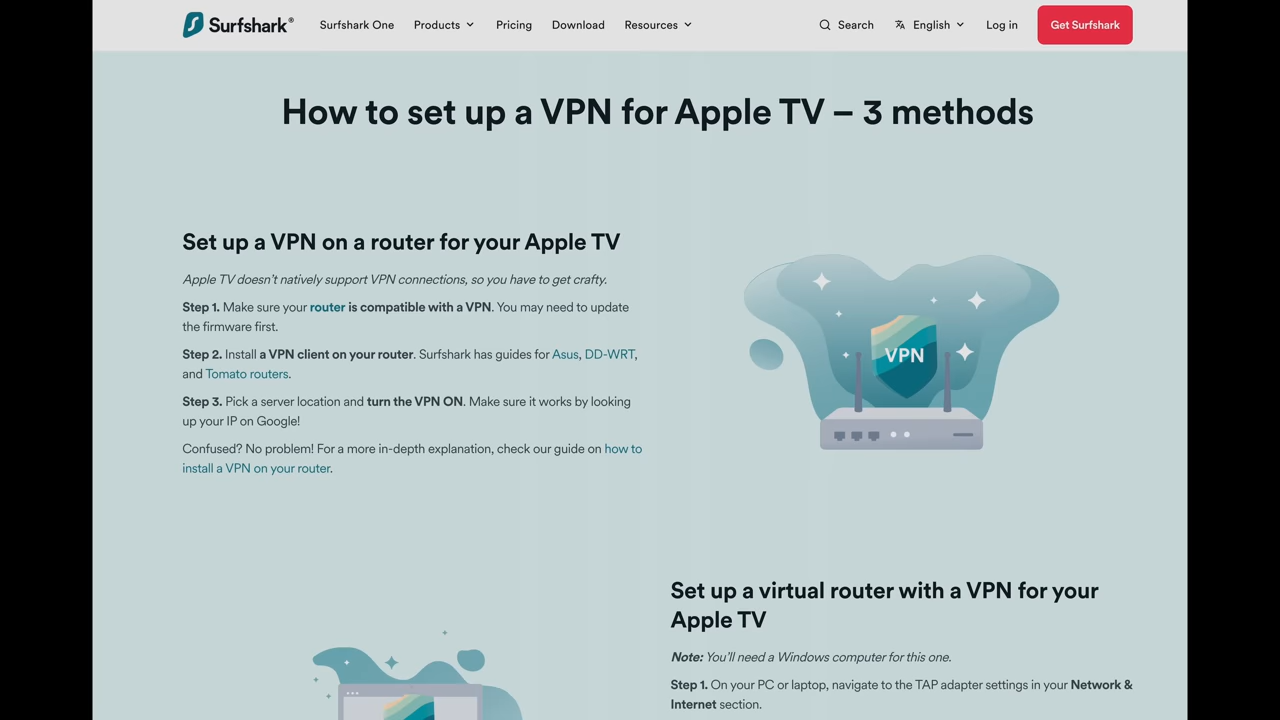 Surfshark®
Surfshark One
Products
Pricing
Download
Resources
Search
English
Log in
Get Surfshark
How to set up a VPN for Apple TV – 3 methods
Set up a VPN on a router for your Apple TV
Apple TV doesn't natively support VPN connections, so you have to get crafty.
Step 1. Make sure your router is compatible with a VPN. You may need to update
the firmware first.
Step 2. Install a VPN client on your router. Surfshark has guides for Asus, DD-WRT,
and Tomato routers.
Step 3. Pick a server location and turn the VPN ON. Make sure it works by looking
up your IP on Google!
Confused? No problem! For a more in-depth explanation, check our guide on how to
install a VPN on your router.
VPN
Set up a virtual router with a VPN for your
Apple TV
Note: You'll need a Windows computer for this one.
Step 1. On your PC or laptop, navigate to the TAP adapter settings in your Network &
Internet section.